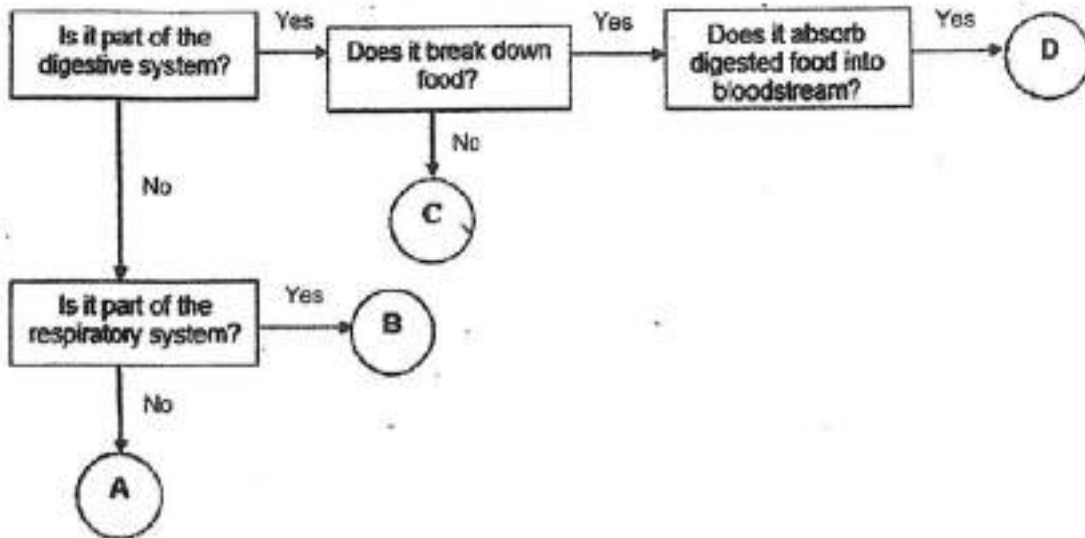 Is it part of the
digestive system?
Yes
Does it break down
food?
Yes
Does it absorb
digested food into
bloodstream?
Yes
D
No
C
No
Is it part of the
respiratory system?
Yes
B
No
A